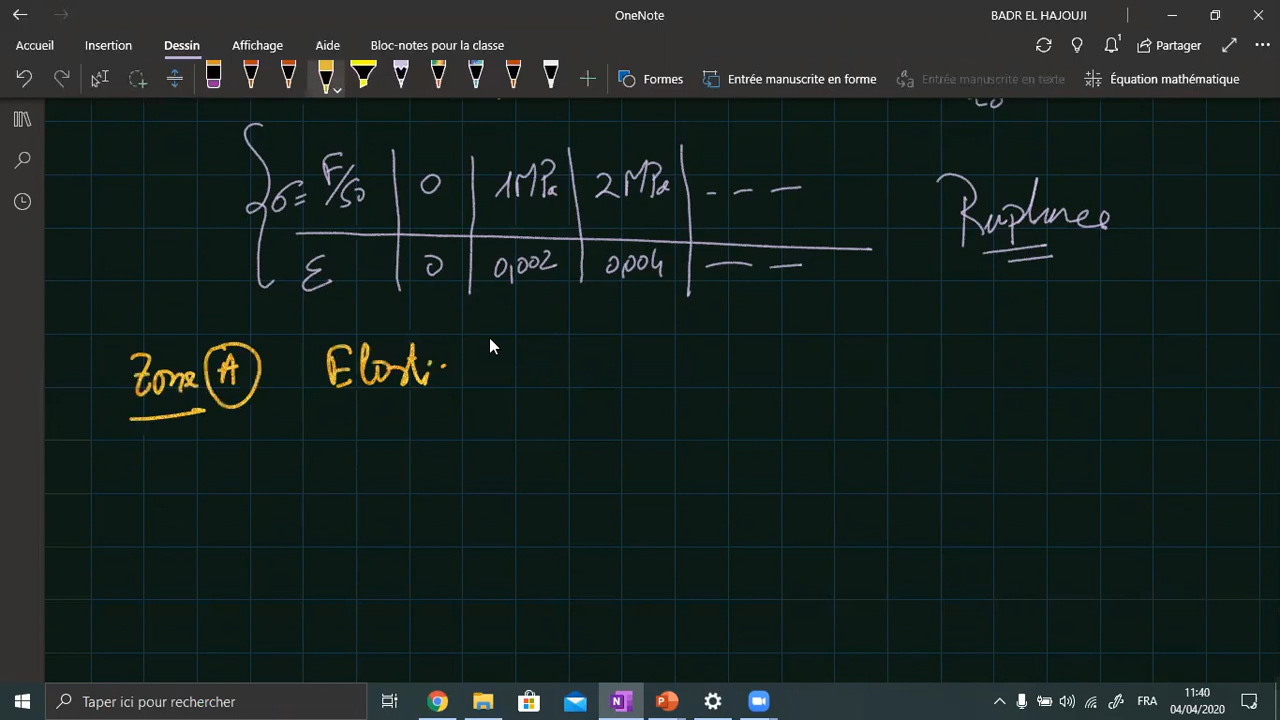 OneNote
BADR EL HAJOUJI
Accueil Insertion Dessin Affichage Aide Bloc-notes pour la classe
Partager
Formes Entrée manuscrite en forme Entrée manuscrite en texte Équation mathématique
σ = F/S0 0 1MPa 2MPa - - -
Ruptures
ε 0 0,002 0,004 — —
Zone A Elasti.
Taper ici pour rechercher
FRA
11:40
04/04/2020